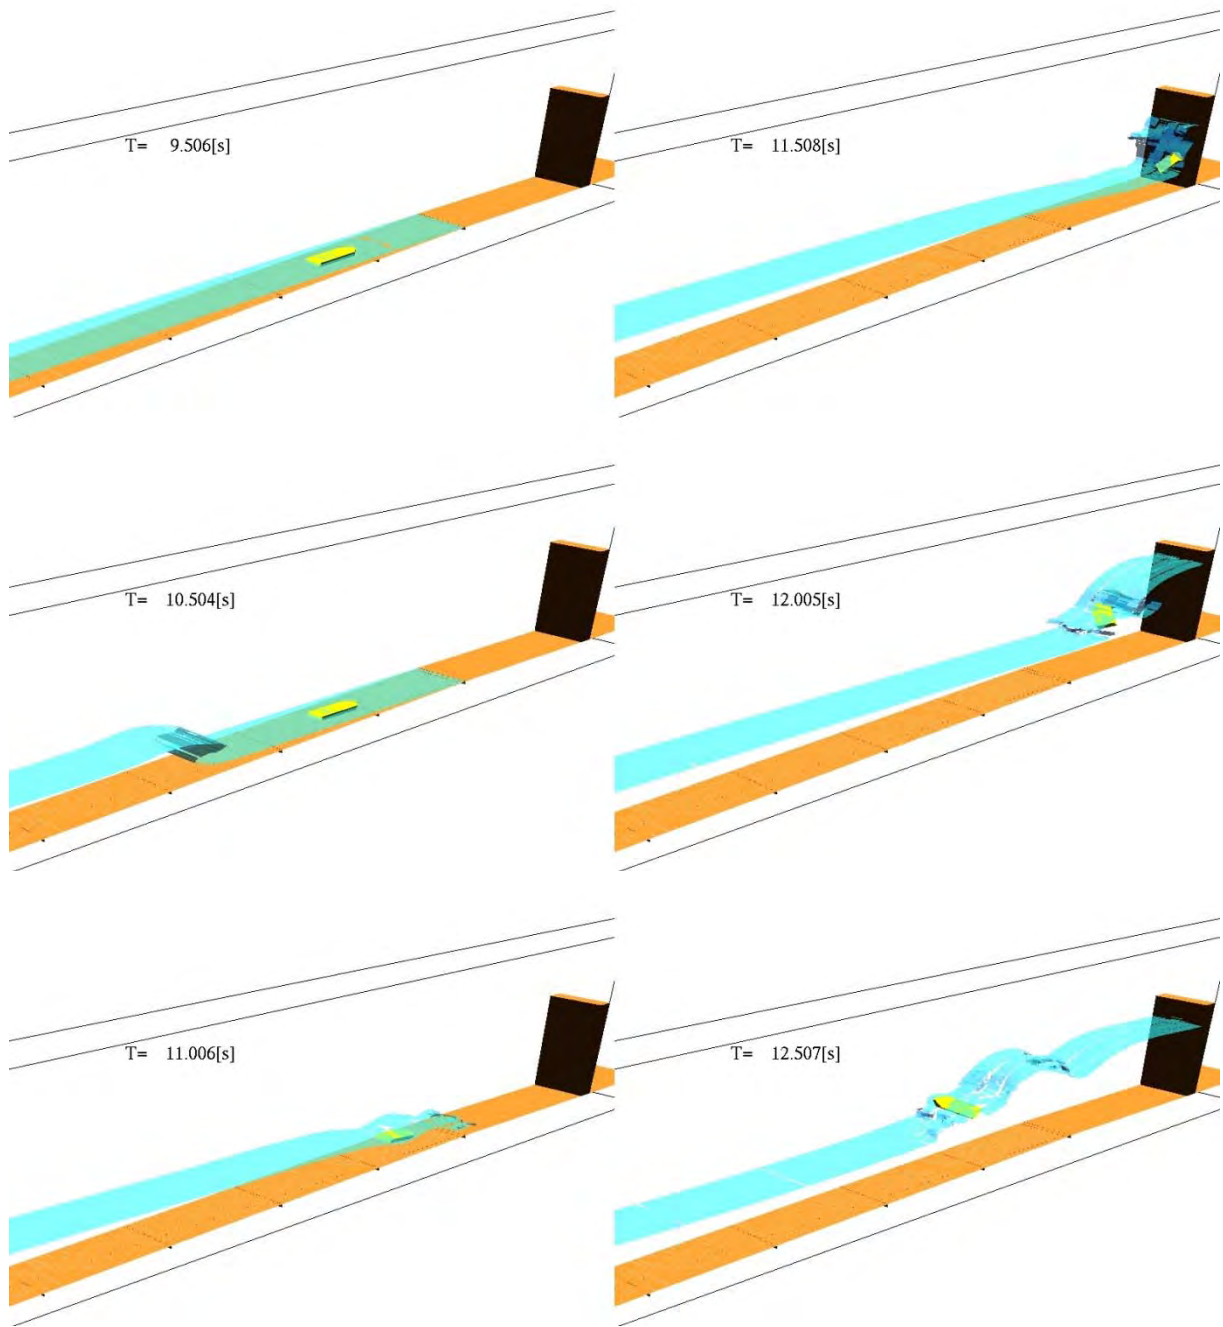 T= 9.506[s]
T= 11.508[s]
T= 10.504[s]
T= 12.005[s]
T= 11.006[s]
T= 12.507[s]